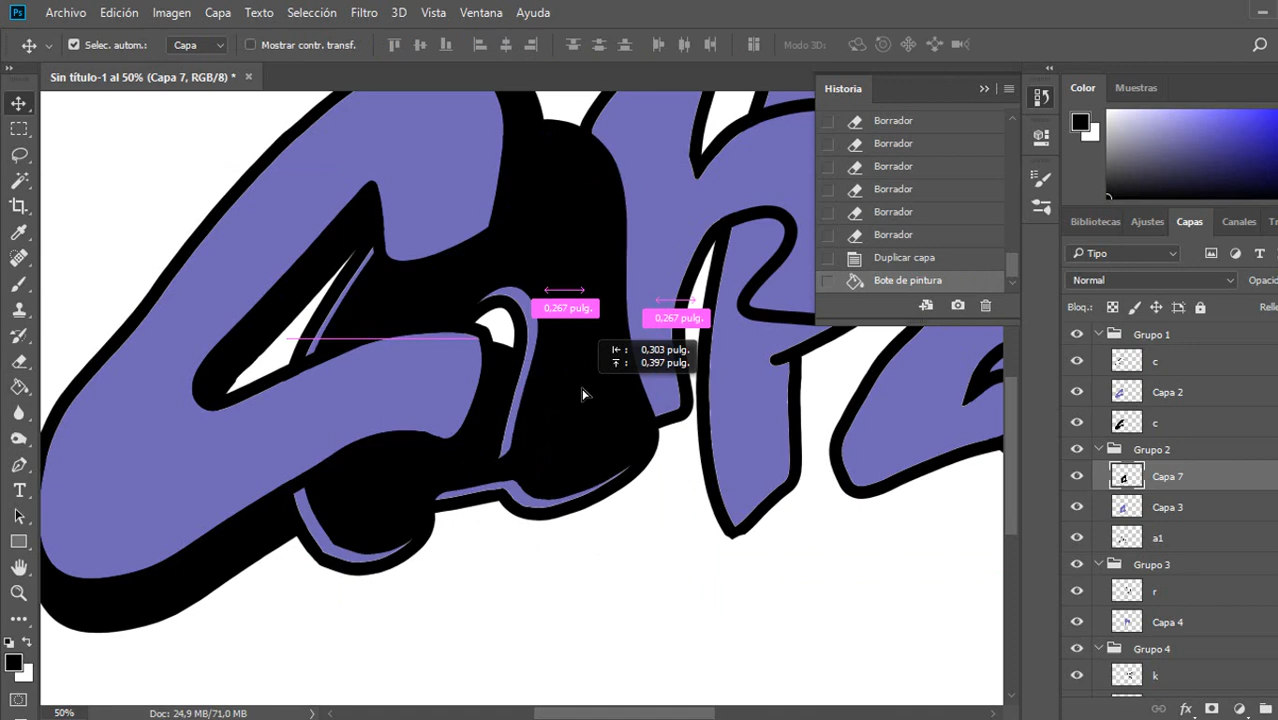 Ps Archivo Edición Imagen Capa Texto Selección Filtro 3D Vista Ventana Ayuda
Selec. autom.: Capa Mostrar contr. transf. Modo 3D:
Sin título-1 al 50% (Capa 7, RGB/8) * ×
Historia
Borrador
Borrador
Borrador
Borrador
Borrador
Borrador
Duplicar capa
Bote de pintura
0,267 pulg.
0,267 pulg.
0,303 pulg.
0,397 pulg.
Color Muestras
Bibliotecas Ajustes Capas Canales
Tipo
Normal
Bloq.:
Grupo 1
c
Capa 2
c
Grupo 2
Capa 7
Capa 3
a1
Grupo 3
r
Capa 4
Grupo 4
k
50% Doc: 24,9 MB/71,0 MB